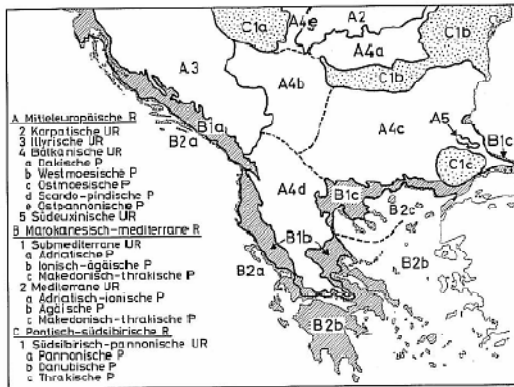 C1a
A4e
A2
C1b
A4a
A.3
C1b
A4b
A5
A4c
B1c
B1a
B2a
C1c
A4d
B1c
B2c
B1b
B2a
B2b
B2b
A Mitteleuropäische R
2 Karpatische UR
3 Illyrische UR
4 Balkanische UR
a Dakische P
b Westmoesische P
c Ostmoesische P
d Scardo-pindische P
e Ostpannonische P
5 Südeuxinische UR
B Marokanessch-mediterrane R
1 Submediterrane UR
a Adriatische P
b Ionisch-ägäische P
c Makedonisch-thrakische P
2 Mediterrane UR
a Adriatisch-ionische P
b Ägäische P
c Makedonisch-thrakische P
C Pontisch-südsibirische R
1 Südsibirisch-pannonische UR
a Pannonische P
b Danubische P
c Thrakische P